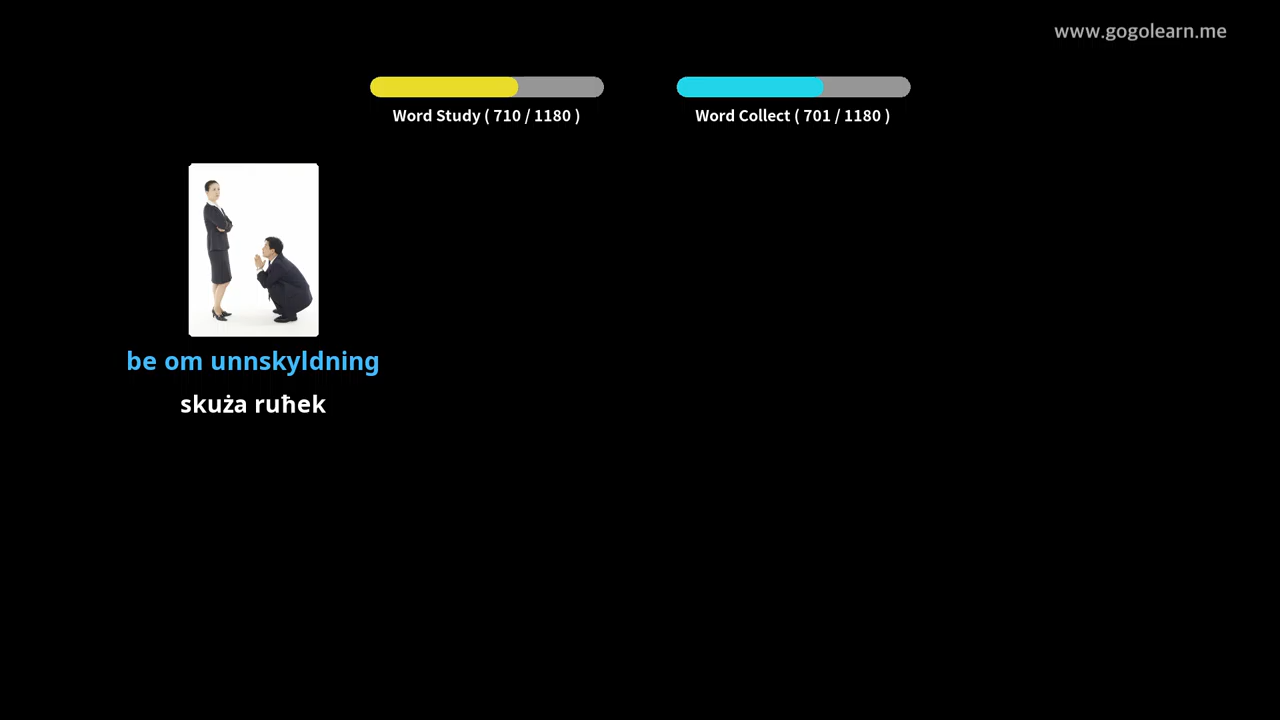 www.gogolearn.me
Word Study ( 710 / 1180 )
Word Collect ( 701 / 1180 )
be om unnskyldning
skuża ruħek